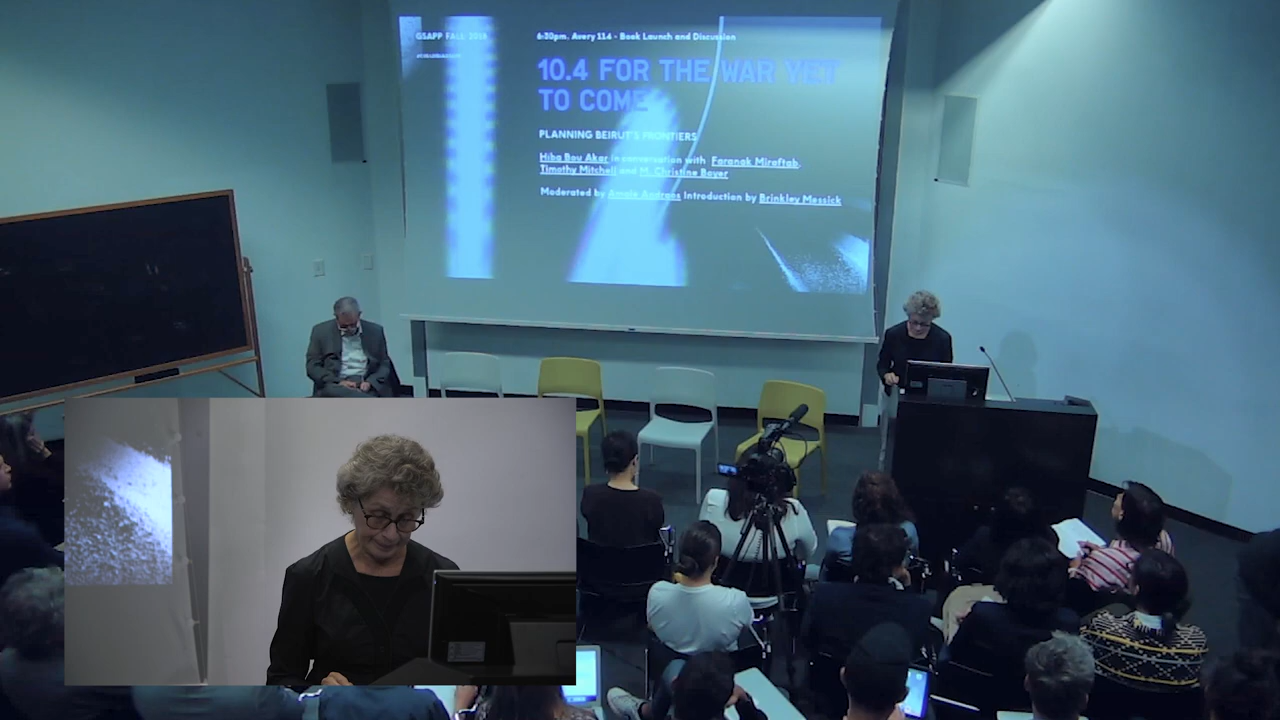 GSAPP FALL 2018
6:30pm, Avery 114 - Book Launch and Discussion
10.4 FOR THE WAR YET
TO COME
PLANNING BEIRUT'S FRONTIERS
Hiba Bou Akar in conversation with Faranak Miraftab,
Timothy Mitchell and M. Christine Boyer
Moderated by Amale Andraos Introduction by Brinkley Messick